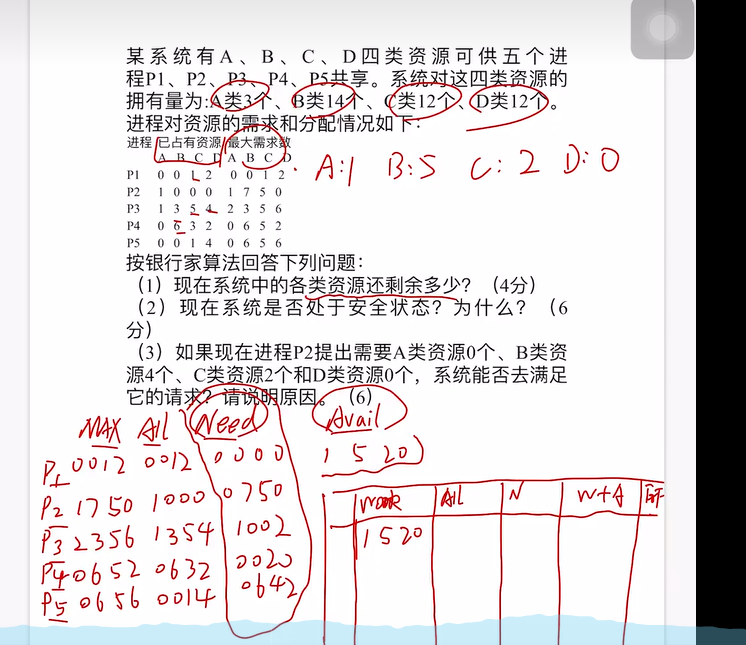 某系统有A、B、C、D四类资源可供五个进
程P1、P2、P3、P4、P5共享。系统对这四类资源的
拥有量为:A类3个、B类14个、C类12个、D类12个。
进程对资源的需求和分配情况如下:
进程 已占有资源 最大需求数
A B C D A B C D
P1 0 0 1 2 0 0 1 2
P2 1 0 0 0 1 7 5 0
P3 1 3 5 4 2 3 5 6
P4 0 6 3 2 0 6 5 2
P5 0 0 1 4 0 6 5 6
A:1 B:5 C:2 D:0
按银行家算法回答下列问题:
(1)现在系统中的各类资源还剩余多少?(4分)
(2)现在系统是否处于安全状态?为什么?(6
分)
(3)如果现在进程P2提出需要A类资源0个、B类资
源4个、C类资源2个和D类资源0个,系统能否去满足
它的请求?请说明原因。(6)
MAX All Need Avail
P1 0012 0012 0000 1 5 20)
P2 1750 1000 0750
P3 2356 1354 1002
P4 0652 0632 0020
P5 0656 0014 0642
Work All N W+A
1520